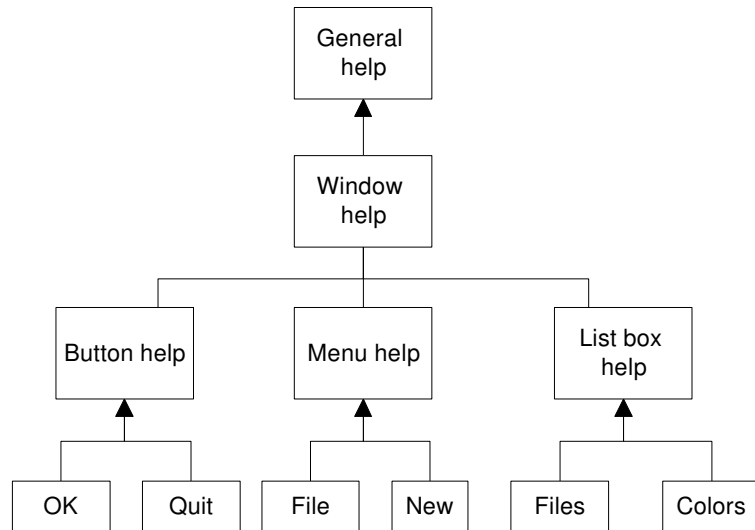 General
help
Window
help
Button help
Menu help
List box
help
OK
Quit
File
New
Files
Colors